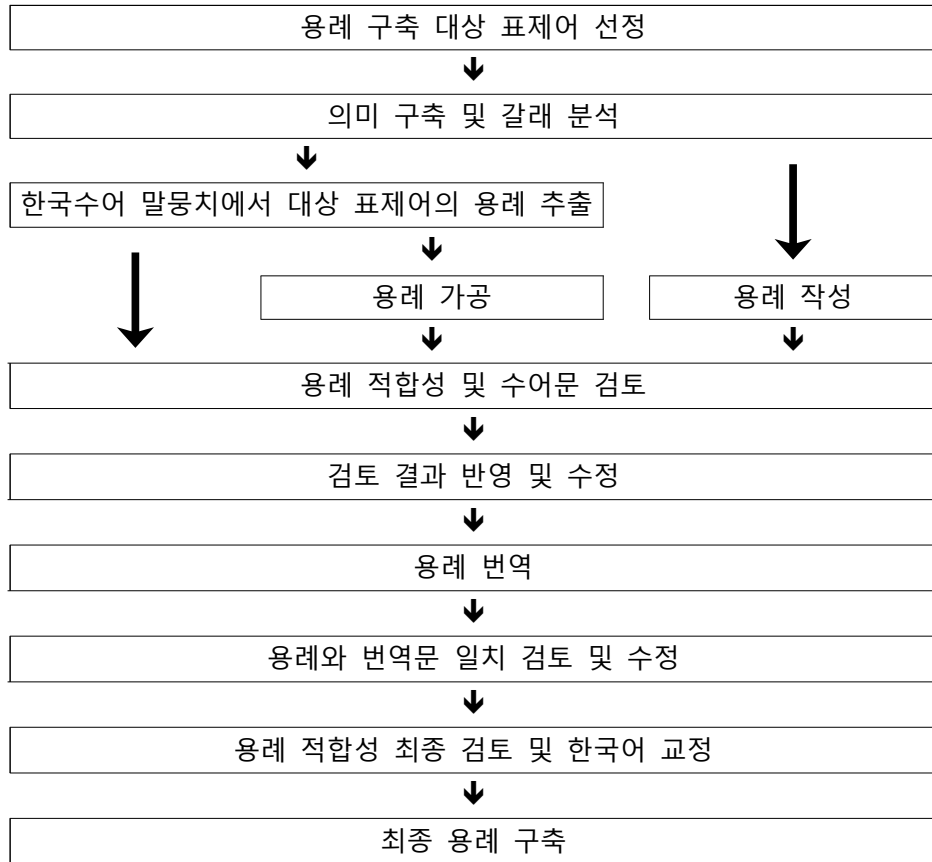 용례 구축 대상 표제어 선정
의미 구축 및 갈래 분석
한국수어 말뭉치에서 대상 표제어의 용례 추출
용례 가공
용례 작성
용례 적합성 및 수어문 검토
검토 결과 반영 및 수정
용례 번역
용례와 번역문 일치 검토 및 수정
용례 적합성 최종 검토 및 한국어 교정
최종 용례 구축